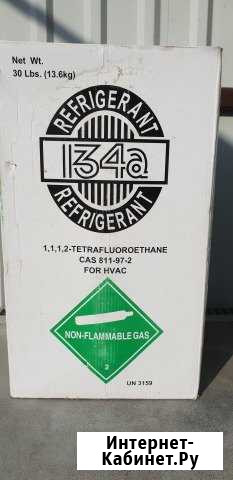 Net Wt.
30 Lbs. (13.6kg)
REFRIGERANT
134a
REFRIGERANT
1,1,1,2-TETRAFLUOROETHANE
CAS 811-97-2
FOR HVAC
NON-FLAMMABLE GAS
2
UN 3159
Интернет-
Кабинет.Ру